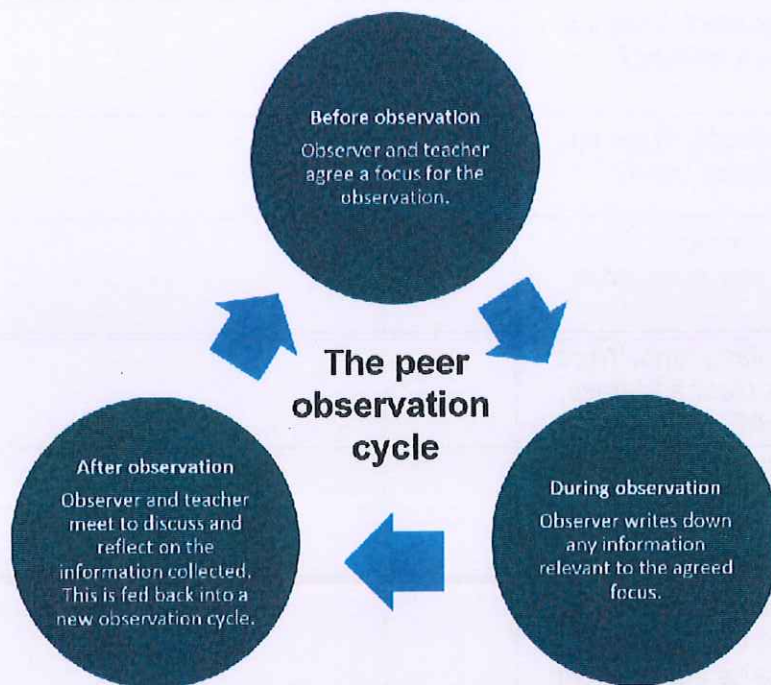 Before observation
Observer and teacher
agree a focus for the
observation.
The peer
observation
cycle
During observation
Observer writes down
any information
relevant to the agreed
focus.
After observation
Observer and teacher
meet to discuss and
reflect on the
information collected.
This is fed back into a
new observation cycle.